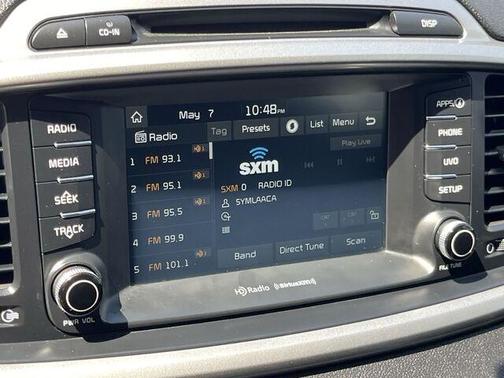 CD-IN
DISP
May 7 10:48PM
RADIO
MEDIA
SEEK
TRACK
PWR VOL
Radio Tag Presets List Menu
Play Live
1 FM 93.1
2 FM 95.1
3 FM 95.5
4 FM 99.9
5 FM 101.1
sxm
SXM 0 RADIO ID
SYMLAACA
Band Direct Tune Scan
HD Radio ((SiriusXM))
APPS
PHONE
UVO
SETUP
FILE TUNE